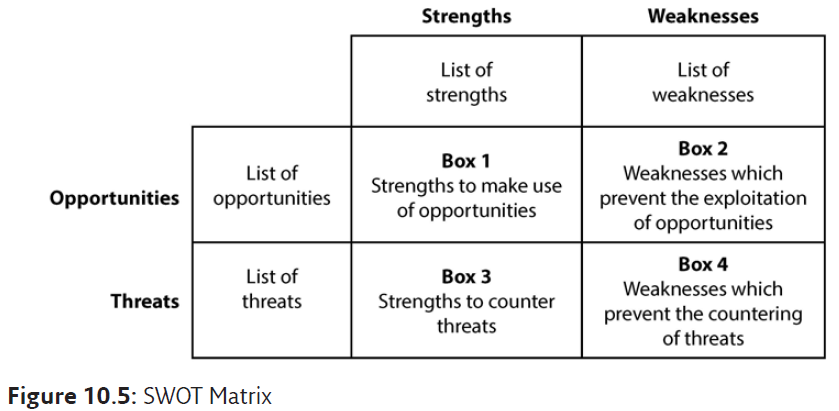 Strengths
Weaknesses
List of
strengths
List of
weaknesses
Opportunities
List of
opportunities
Box 1
Strengths to make use
of opportunities
Box 2
Weaknesses which
prevent the exploitation
of opportunities
Threats
List of
threats
Box 3
Strengths to counter
threats
Box 4
Weaknesses which
prevent the countering
of threats
Figure 10.5: SWOT Matrix